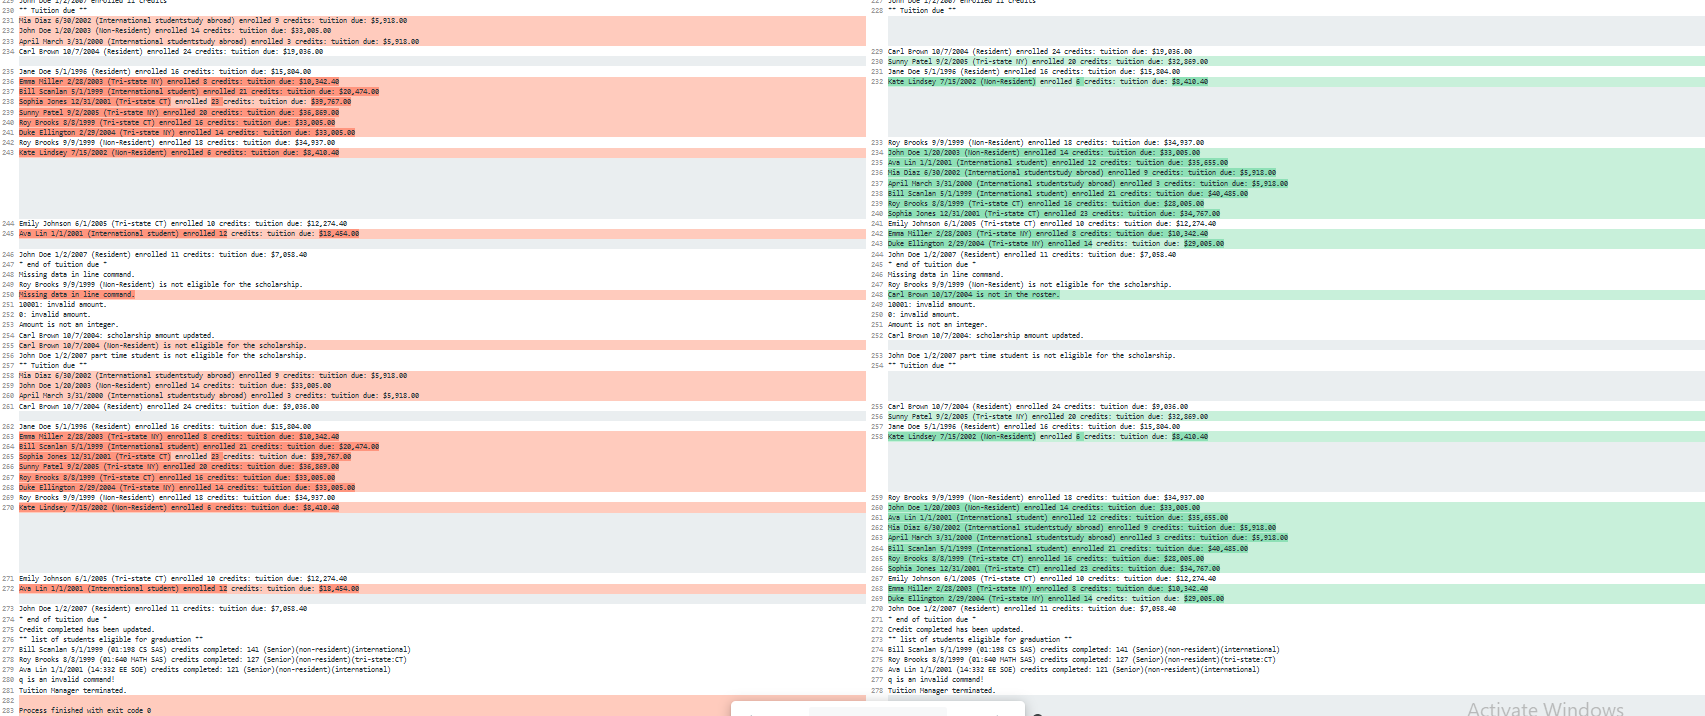 229 John Doe 1/2/2007 enrolled 11 credits
230 ** Tuition due **
231 Mia Diaz 6/30/2002 (International studentstudy abroad) enrolled 9 credits: tuition due: $5,918.00
232 John Doe 1/20/2003 (Non-Resident) enrolled 14 credits: tuition due: $33,005.00
233 April March 3/31/2000 (International studentstudy abroad) enrolled 3 credits: tuition due: $5,918.00
234 Carl Brown 10/7/2004 (Resident) enrolled 24 credits: tuition due: $19,036.00
235 Jane Doe 5/1/1996 (Resident) enrolled 16 credits: tuition due: $15,804.00
236 Emma Miller 2/28/2003 (Tri-state NY) enrolled 8 credits: tuition due: $10,342.40
237 Bill Scanlan 5/1/1999 (International student) enrolled 21 credits: tuition due: $20,474.00
238 Sophia Jones 12/31/2001 (Tri-state CT) enrolled 23 credits: tuition due: $39,767.00
239 Sunny Patel 9/2/2005 (Tri-state NY) enrolled 20 credits: tuition due: $36,869.00
240 Roy Brooks 8/8/1999 (Tri-state CT) enrolled 16 credits: tuition due: $33,005.00
241 Duke Ellington 2/29/2004 (Tri-state NY) enrolled 14 credits: tuition due: $33,005.00
242 Roy Brooks 9/9/1999 (Non-Resident) enrolled 18 credits: tuition due: $34,937.00
243 Kate Lindsey 7/15/2002 (Non-Resident) enrolled 6 credits: tuition due: $8,410.40
244 Emily Johnson 6/1/2005 (Tri-state CT) enrolled 10 credits: tuition due: $12,274.40
245 Ava Lin 1/1/2001 (International student) enrolled 12 credits: tuition due: $18,454.00
246 John Doe 1/2/2007 (Resident) enrolled 11 credits: tuition due: $7,058.40
247 * end of tuition due *
248 Missing data in line command.
249 Roy Brooks 9/9/1999 (Non-Resident) is not eligible for the scholarship.
250 Missing data in line command.
251 10001: invalid amount.
252 0: invalid amount.
253 Amount is not an integer.
254 Carl Brown 10/7/2004: scholarship amount updated.
255 Carl Brown 10/7/2004 (Non-Resident) is not eligible for the scholarship.
256 John Doe 1/2/2007 part time student is not eligible for the scholarship.
257 ** Tuition due **
258 Mia Diaz 6/30/2002 (International studentstudy abroad) enrolled 9 credits: tuition due: $5,918.00
259 John Doe 1/20/2003 (Non-Resident) enrolled 14 credits: tuition due: $33,005.00
260 April March 3/31/2000 (International studentstudy abroad) enrolled 3 credits: tuition due: $5,918.00
261 Carl Brown 10/7/2004 (Resident) enrolled 24 credits: tuition due: $9,036.00
262 Jane Doe 5/1/1996 (Resident) enrolled 16 credits: tuition due: $15,804.00
263 Emma Miller 2/28/2003 (Tri-state NY) enrolled 8 credits: tuition due: $10,342.40
264 Bill Scanlan 5/1/1999 (International student) enrolled 21 credits: tuition due: $20,474.00
265 Sophia Jones 12/31/2001 (Tri-state CT) enrolled 23 credits: tuition due: $39,767.00
266 Sunny Patel 9/2/2005 (Tri-state NY) enrolled 20 credits: tuition due: $36,869.00
267 Roy Brooks 8/8/1999 (Tri-state CT) enrolled 16 credits: tuition due: $33,005.00
268 Duke Ellington 2/29/2004 (Tri-state NY) enrolled 14 credits: tuition due: $33,005.00
269 Roy Brooks 9/9/1999 (Non-Resident) enrolled 18 credits: tuition due: $34,937.00
270 Kate Lindsey 7/15/2002 (Non-Resident) enrolled 6 credits: tuition due: $8,410.40
271 Emily Johnson 6/1/2005 (Tri-state CT) enrolled 10 credits: tuition due: $12,274.40
272 Ava Lin 1/1/2001 (International student) enrolled 12 credits: tuition due: $18,454.00
273 John Doe 1/2/2007 (Resident) enrolled 11 credits: tuition due: $7,058.40
274 * end of tuition due *
275 Credit completed has been updated.
276 ** list of students eligible for graduation **
277 Bill Scanlan 5/1/1999 (01:198 CS SAS) credits completed: 141 (Senior)(non-resident)(international)
278 Roy Brooks 8/8/1999 (01:640 MATH SAS) credits completed: 127 (Senior)(non-resident)(tri-state:CT)
279 Ava Lin 1/1/2001 (14:332 EE SOE) credits completed: 121 (Senior)(non-resident)(international)
280 q is an invalid command!
281 Tuition Manager terminated.
282
283 Process finished with exit code 0
227 John Doe 1/2/2007 enrolled 11 credits
228 ** Tuition due **
229 Carl Brown 10/7/2004 (Resident) enrolled 24 credits: tuition due: $19,036.00
230 Sunny Patel 9/2/2005 (Tri-state NY) enrolled 20 credits: tuition due: $32,869.00
231 Jane Doe 5/1/1996 (Resident) enrolled 16 credits: tuition due: $15,804.00
232 Kate Lindsey 7/15/2002 (Non-Resident) enrolled 6 credits: tuition due: $8,410.40
233 Roy Brooks 9/9/1999 (Non-Resident) enrolled 18 credits: tuition due: $34,937.00
234 John Doe 1/20/2003 (Non-Resident) enrolled 14 credits: tuition due: $33,005.00
235 Ava Lin 1/1/2001 (International student) enrolled 12 credits: tuition due: $35,655.00
236 Mia Diaz 6/30/2002 (International studentstudy abroad) enrolled 9 credits: tuition due: $5,918.00
237 April March 3/31/2000 (International studentstudy abroad) enrolled 3 credits: tuition due: $5,918.00
238 Bill Scanlan 5/1/1999 (International student) enrolled 21 credits: tuition due: $40,485.00
239 Roy Brooks 8/8/1999 (Tri-state CT) enrolled 16 credits: tuition due: $28,005.00
240 Sophia Jones 12/31/2001 (Tri-state CT) enrolled 23 credits: tuition due: $34,767.00
241 Emily Johnson 6/1/2005 (Tri-state CT) enrolled 10 credits: tuition due: $12,274.40
242 Emma Miller 2/28/2003 (Tri-state NY) enrolled 8 credits: tuition due: $10,342.40
243 Duke Ellington 2/29/2004 (Tri-state NY) enrolled 14 credits: tuition due: $29,005.00
244 John Doe 1/2/2007 (Resident) enrolled 11 credits: tuition due: $7,058.40
245 * end of tuition due *
246 Missing data in line command.
247 Roy Brooks 9/9/1999 (Non-Resident) is not eligible for the scholarship.
248 Carl Brown 10/17/2004 is not in the roster.
249 10001: invalid amount.
250 0: invalid amount.
251 Amount is not an integer.
252 Carl Brown 10/7/2004: scholarship amount updated.
253 John Doe 1/2/2007 part time student is not eligible for the scholarship.
254 ** Tuition due **
255 Carl Brown 10/7/2004 (Resident) enrolled 24 credits: tuition due: $9,036.00
256 Sunny Patel 9/2/2005 (Tri-state NY) enrolled 20 credits: tuition due: $32,869.00
257 Jane Doe 5/1/1996 (Resident) enrolled 16 credits: tuition due: $15,804.00
258 Kate Lindsey 7/15/2002 (Non-Resident) enrolled 6 credits: tuition due: $8,410.40
259 Roy Brooks 9/9/1999 (Non-Resident) enrolled 18 credits: tuition due: $34,937.00
260 John Doe 1/20/2003 (Non-Resident) enrolled 14 credits: tuition due: $33,005.00
261 Ava Lin 1/1/2001 (International student) enrolled 12 credits: tuition due: $35,655.00
262 Mia Diaz 6/30/2002 (International studentstudy abroad) enrolled 9 credits: tuition due: $5,918.00
263 April March 3/31/2000 (International studentstudy abroad) enrolled 3 credits: tuition due: $5,918.00
264 Bill Scanlan 5/1/1999 (International student) enrolled 21 credits: tuition due: $40,485.00
265 Roy Brooks 8/8/1999 (Tri-state CT) enrolled 16 credits: tuition due: $28,005.00
266 Sophia Jones 12/31/2001 (Tri-state CT) enrolled 23 credits: tuition due: $34,767.00
267 Emily Johnson 6/1/2005 (Tri-state CT) enrolled 10 credits: tuition due: $12,274.40
268 Emma Miller 2/28/2003 (Tri-state NY) enrolled 8 credits: tuition due: $10,342.40
269 Duke Ellington 2/29/2004 (Tri-state NY) enrolled 14 credits: tuition due: $29,005.00
270 John Doe 1/2/2007 (Resident) enrolled 11 credits: tuition due: $7,058.40
271 * end of tuition due *
272 Credit completed has been updated.
273 ** list of students eligible for graduation **
274 Bill Scanlan 5/1/1999 (01:198 CS SAS) credits completed: 141 (Senior)(non-resident)(international)
275 Roy Brooks 8/8/1999 (01:640 MATH SAS) credits completed: 127 (Senior)(non-resident)(tri-state:CT)
276 Ava Lin 1/1/2001 (14:332 EE SOE) credits completed: 121 (Senior)(non-resident)(international)
277 q is an invalid command!
278 Tuition Manager terminated.
Activate Windows